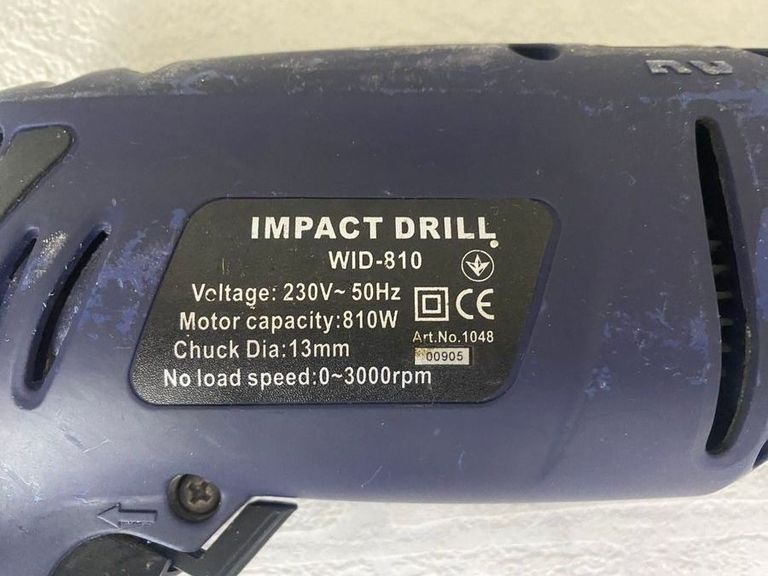 IMPACT DRILL
WID-810
Voltage: 230V~ 50Hz
Motor capacity:810W
CE
Chuck Dia:13mm
Art.No.1048
00905
No load speed:0~3000rpm